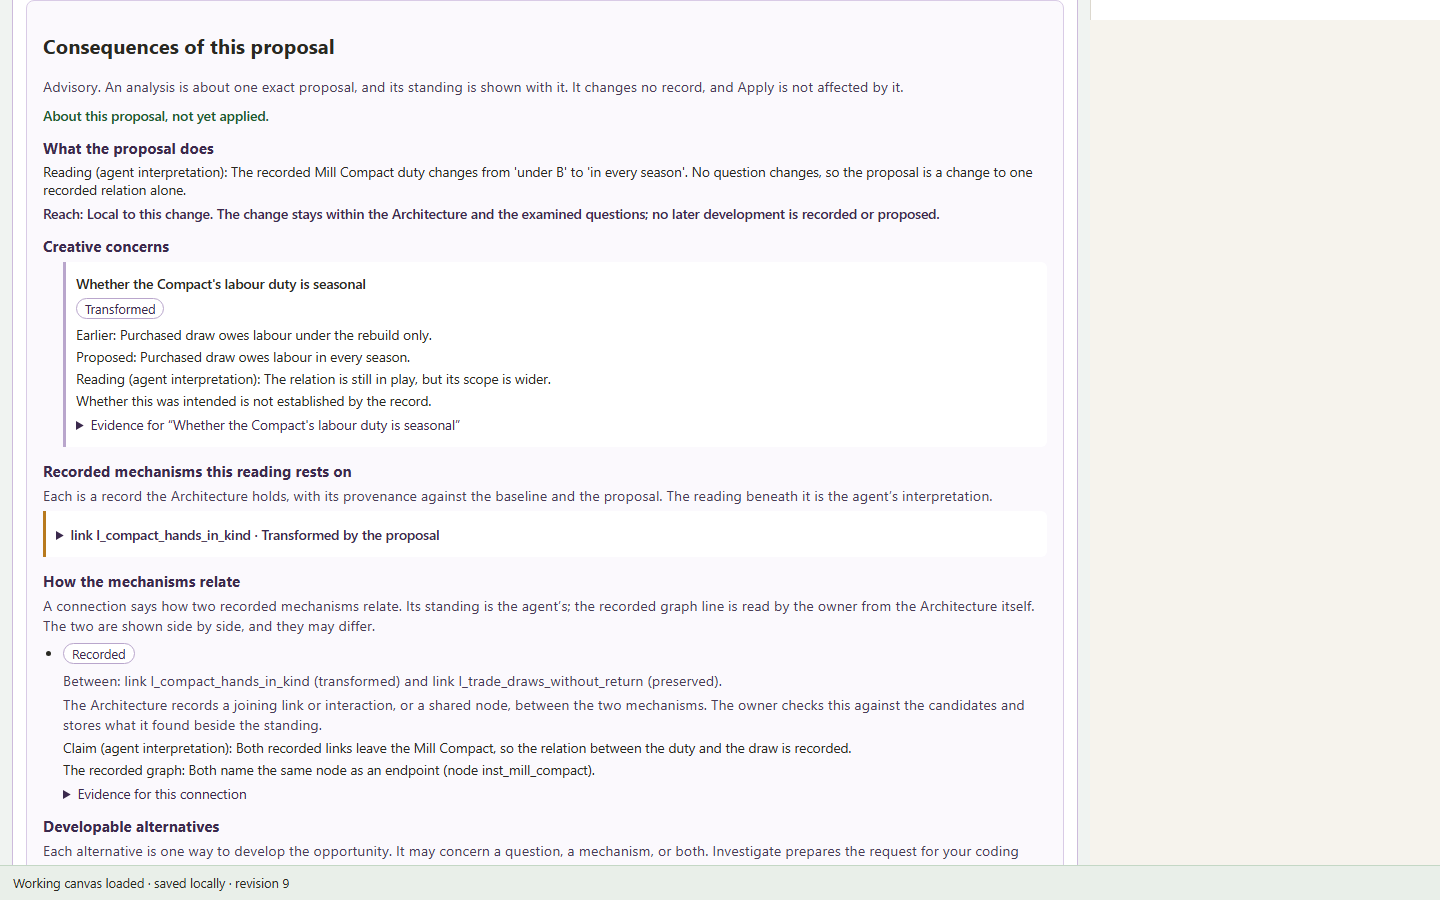 Consequences of this proposal
Advisory. An analysis is about one exact proposal, and its standing is shown with it. It changes no record, and Apply is not affected by it.
About this proposal, not yet applied.
What the proposal does
Reading (agent interpretation): The recorded Mill Compact duty changes from 'under B' to 'in every season'. No question changes, so the proposal is a change to one
recorded relation alone.
Reach: Local to this change. The change stays within the Architecture and the examined questions; no later development is recorded or proposed.
Creative concerns
Whether the Compact's labour duty is seasonal
Transformed
Earlier: Purchased draw owes labour under the rebuild only.
Proposed: Purchased draw owes labour in every season.
Reading (agent interpretation): The relation is still in play, but its scope is wider.
Whether this was intended is not established by the record.
▶ Evidence for “Whether the Compact's labour duty is seasonal”
Recorded mechanisms this reading rests on
Each is a record the Architecture holds, with its provenance against the baseline and the proposal. The reading beneath it is the agent’s interpretation.
▶ link l_compact_hands_in_kind · Transformed by the proposal
How the mechanisms relate
A connection says how two recorded mechanisms relate. Its standing is the agent’s; the recorded graph line is read by the owner from the Architecture itself.
The two are shown side by side, and they may differ.
• Recorded
Between: link l_compact_hands_in_kind (transformed) and link l_trade_draws_without_return (preserved).
The Architecture records a joining link or interaction, or a shared node, between the two mechanisms. The owner checks this against the candidates and
stores what it found beside the standing.
Claim (agent interpretation): Both recorded links leave the Mill Compact, so the relation between the duty and the draw is recorded.
The recorded graph: Both name the same node as an endpoint (node inst_mill_compact).
▶ Evidence for this connection
Developable alternatives
Each alternative is one way to develop the opportunity. It may concern a question, a mechanism, or both. Investigate prepares the request for your coding
Working canvas loaded · saved locally · revision 9